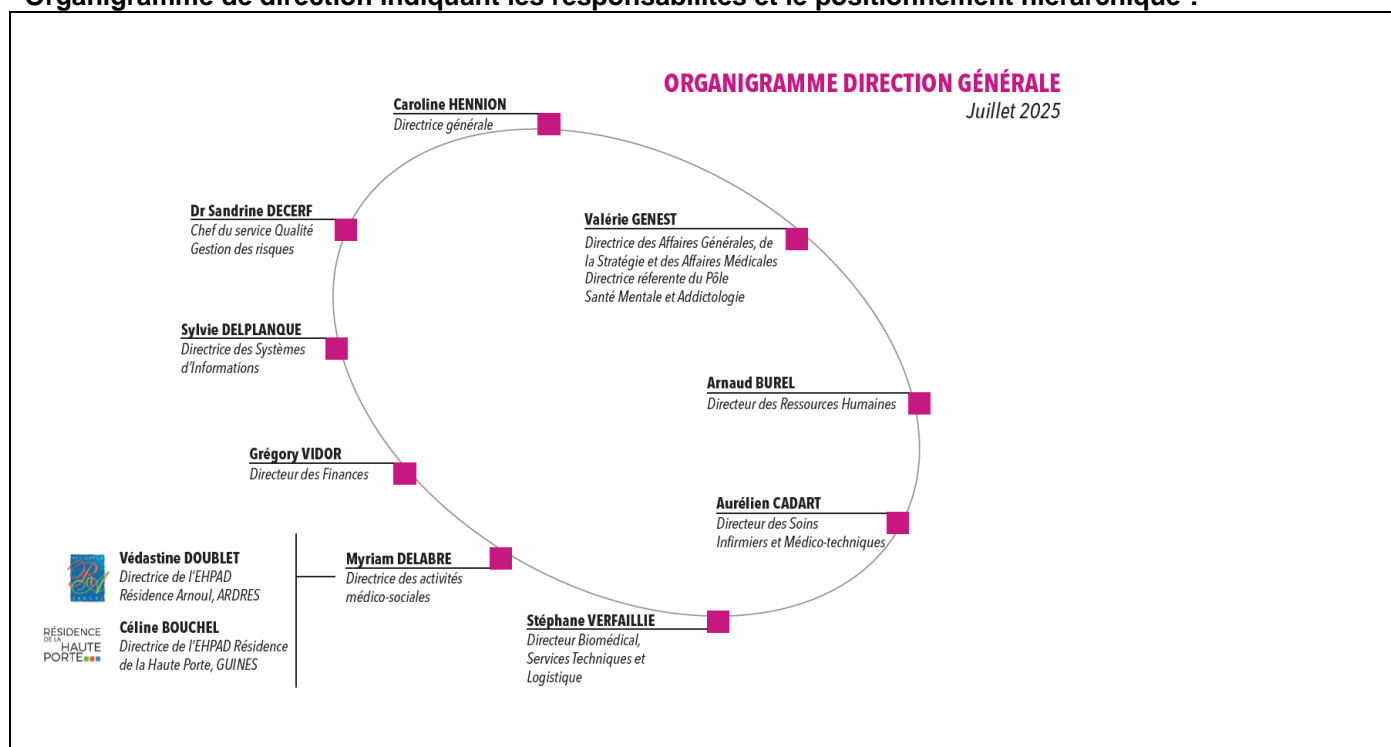 Organigramme de direction indiquant les responsabilités et le positionnement hiérarchique :
ORGANIGRAMME DIRECTION GÉNÉRALE
Juillet 2025
Caroline HENNION
Directrice générale
Dr Sandrine DECERF
Chef du service Qualité
Gestion des risques
Valérie GENEST
Directrice des Affaires Générales, de
la Stratégie et des Affaires Médicales
Directrice réferente du Pôle
Santé Mentale et Addictologie
Sylvie DELPLANQUE
Directrice des Systèmes
d'Informations
Arnaud BUREL
Directeur des Ressources Humaines
Grégory VIDOR
Directeur des Finances
Aurélien CADART
Directeur des Soins
Infirmiers et Médico-techniques
Védastine DOUBLET
Directrice de l'EHPAD
Résidence Arnoul, ARDRES
Myriam DELABRE
Directrice des activités
médico-sociales
RÉSIDENCE
DE LA
HAUTE
PORTE
Céline BOUCHEL
Directrice de l'EHPAD Résidence
de la Haute Porte, GUINES
Stéphane VERFAILLIE
Directeur Biomédical,
Services Techniques et
Logistique